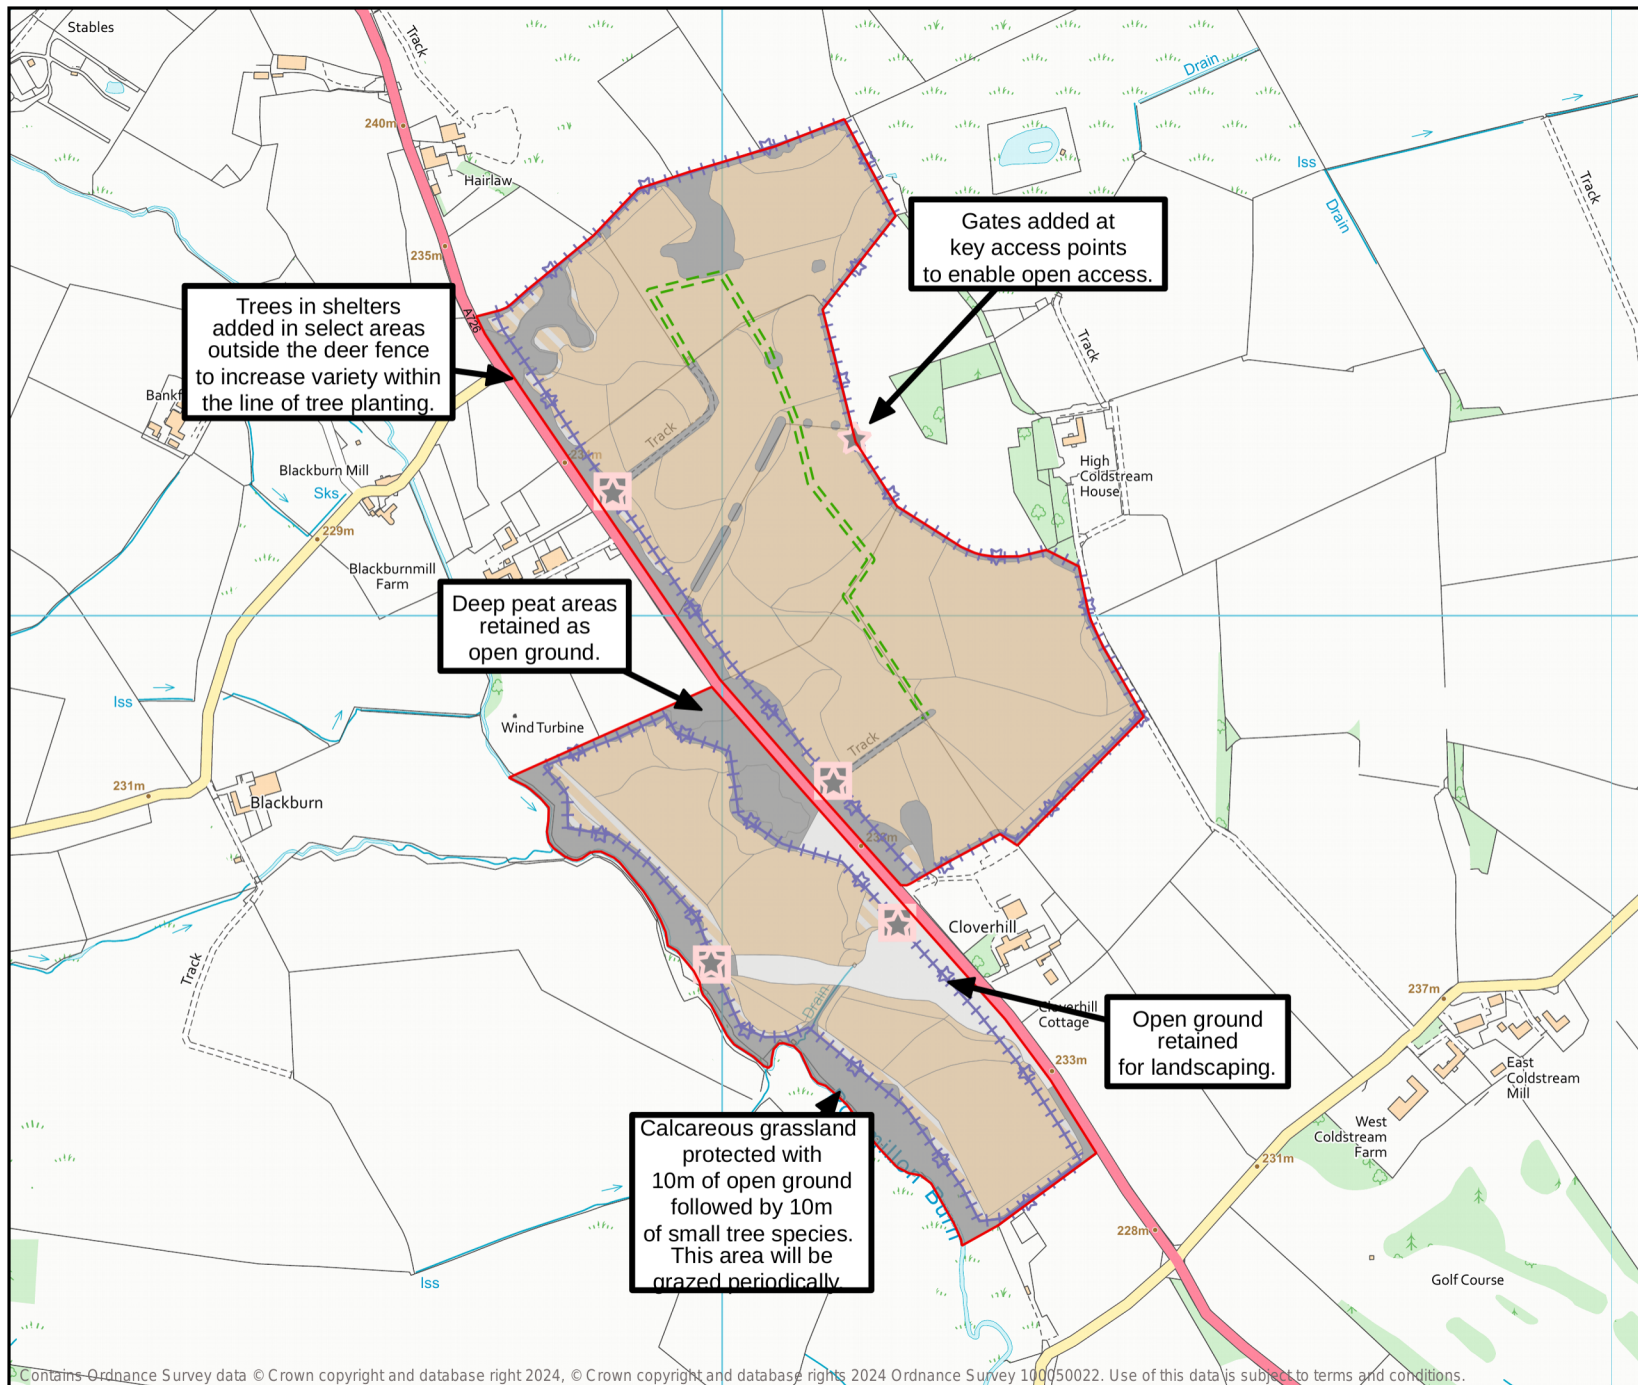 Stables
Track
Drain
240m
Hairlaw
Iss
Drain
Track
235m
A726
Gates added at
key access points
to enable open access.
Trees in shelters
added in select areas
outside the deer fence
to increase variety within
the line of tree planting.
Track
Bankf
Track
Blackburn Mill
Sks
229m
High
Coldstream
House
Blackburnmill
Farm
Deep peat areas
retained as
open ground.
Iss
Wind Turbine
Track
231m
Blackburn
Cloverhill
Track
Drain
Cloverhill
Cottage
237m
Open ground
retained
for landscaping.
233m
East
Coldstream
Mill
West
Coldstream
Farm
Calcareous grassland
protected with
10m of open ground
followed by 10m
of small tree species.
This area will be
grazed periodically.
Burn
231m
228m
Iss
Golf Course
Contains Ordnance Survey data © Crown copyright and database right 2024, © Crown copyright and database rights 2024 Ordnance Survey 100050022. Use of this data is subject to terms and conditions.